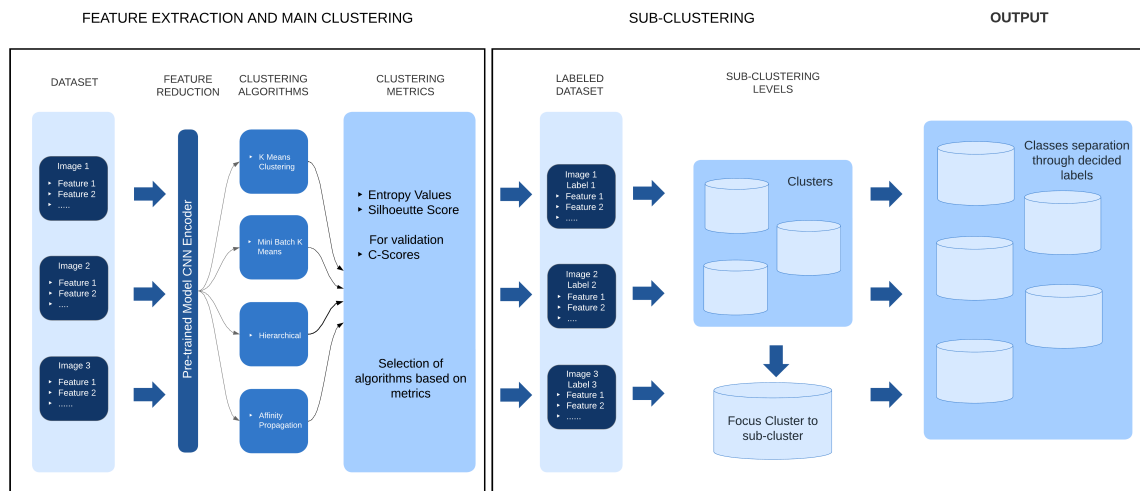 FEATURE EXTRACTION AND MAIN CLUSTERING
SUB-CLUSTERING
OUTPUT
DATASET
FEATURE
REDUCTION
CLUSTERING
ALGORITHMS
CLUSTERING
METRICS
Image 1
‣ Feature 1
‣ Feature 2
‣ .....
Image 2
‣ Feature 1
‣ Feature 2
‣ ....
Image 3
‣ Feature 1
‣ Feature 2
‣ ......
Pre-trained Model CNN Encoder
‣ K Means
Clustering
‣ Mini Batch K
Means
‣ Hierarchical
‣ Affinity
Propagation
‣ Entropy Values
‣ Silhoeutte Score
For validation
‣ C-Scores
Selection of
algorithms based on
metrics
LABELED
DATASET
SUB-CLUSTERING
LEVELS
Image 1
Label 1
‣ Feature 1
‣ Feature 2
‣ .....
Image 2
Label 2
‣ Feature 1
‣ Feature 2
‣ ....
Image 3
Label 3
‣ Feature 1
‣ Feature 2
‣ ......
Clusters
Focus Cluster to
sub-cluster
Classes separation
through decided
labels